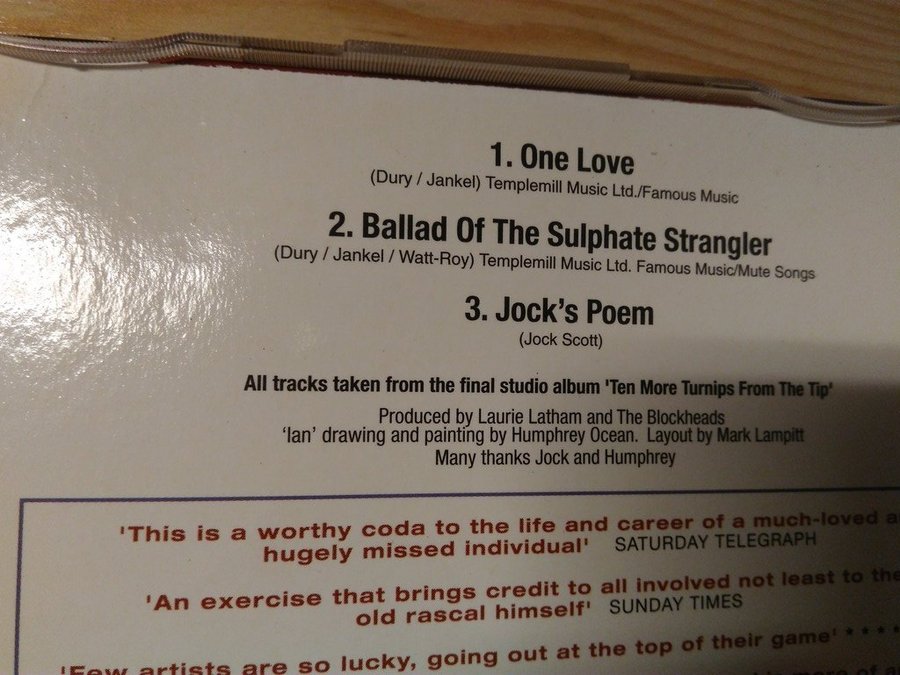 1. One Love
(Dury / Jankel) Templemill Music Ltd./Famous Music
2. Ballad Of The Sulphate Strangler
(Dury / Jankel / Watt-Roy) Templemill Music Ltd. Famous Music/Mute Songs
3. Jock's Poem
(Jock Scott)
All tracks taken from the final studio album 'Ten More Turnips From The Tip'
Produced by Laurie Latham and The Blockheads
'Ian' drawing and painting by Humphrey Ocean. Layout by Mark Lampitt
Many thanks Jock and Humphrey
'This is a worthy coda to the life and career of a much-loved
hugely missed individual' SATURDAY TELEGRAPH
'An exercise that brings credit to all involved not least to the
old rascal himself' SUNDAY TIMES
'Few artists are so lucky, going out at the top of their game' * * * *
more of